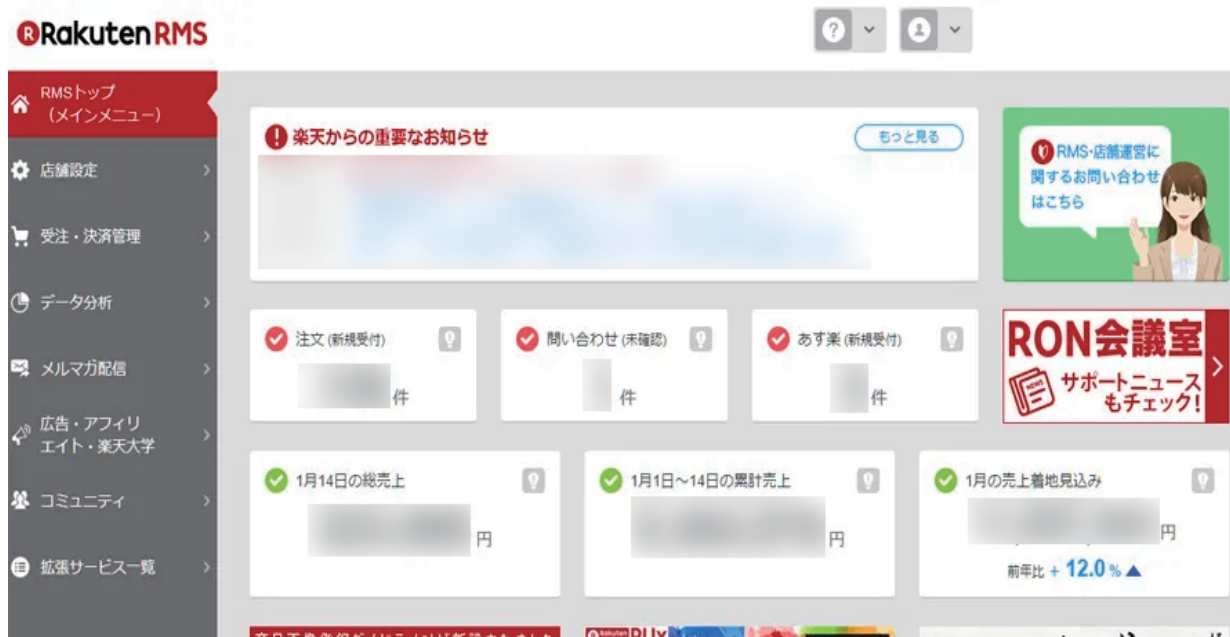 Rakuten RMS
RMSトップ
(メインメニュー)
店舗設定
受注・決済管理
データ分析
メルマガ配信
広告・アフィリ
エイト・楽天大学
コミュニティ
拡張サービス一覧
楽天からの重要なお知らせ
もっと見る
RMS・店舗運営に
関するお問い合わせ
はこちら
注文 (新規受付)
件
問い合わせ (未確認)
件
あす楽 (新規受付)
件
RON会議室
NEWS
サポートニュース
もチェック!
1月14日の総売上
円
1月1日～14日の累計売上
円
1月の売上着地見込み
円
前年比 + 12.0 % ▲